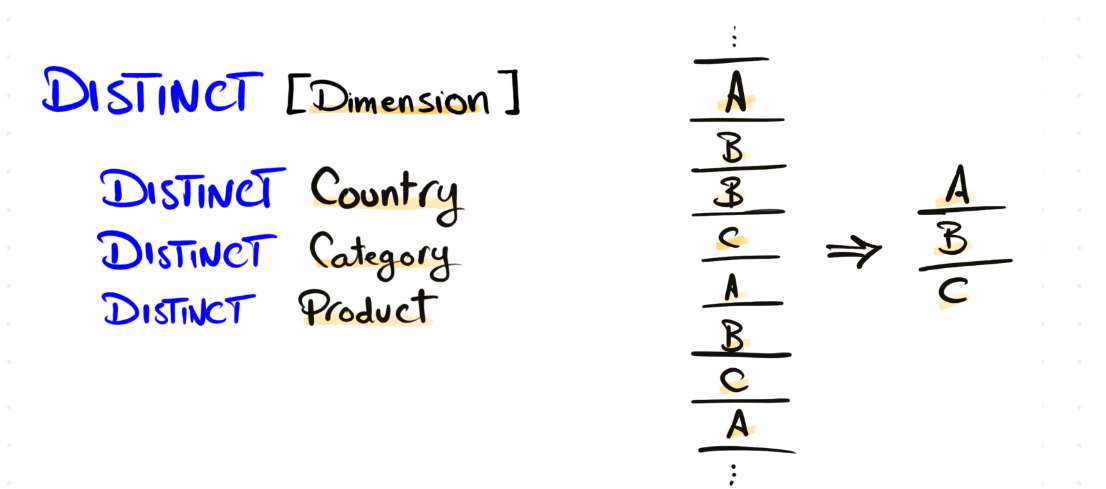 DISTINCT [Dimension]
DISTINCT Country
DISTINCT Category
DISTINCT Product
⋮
A
B
B
C
A
B
C
A
⋮
⇒
A
B
C